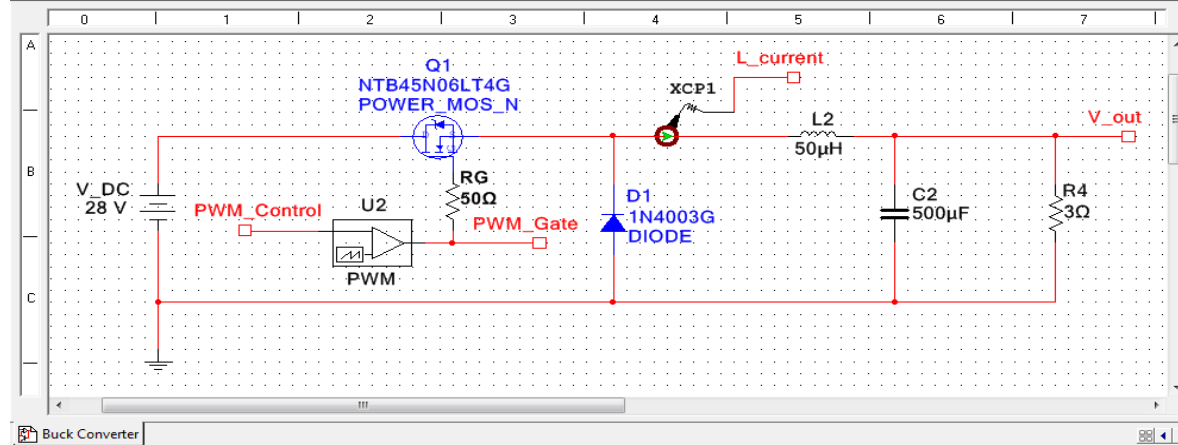 0 1 2 3 4 5 6 7
A
B
C
Q1
NTB45N06LT4G
POWER_MOS_N
L_current
XCP1
L2
50µH
V_out
V_DC
28 V
PWM_Control
U2
RG
50Ω
PWM_Gate
PWM
D1
1N4003G
DIODE
C2
500µF
R4
3Ω
Buck Converter